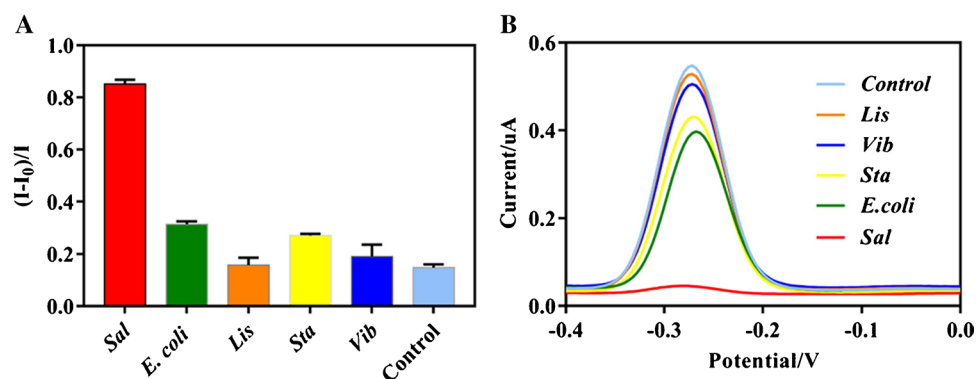 A
(I-I₀)/I
1.0
0.8
0.6
0.4
0.2
0.0
Sal
E. coli
Lis
Sta
Vib
Control
B
Current/uA
0.6
0.4
0.2
0.0
-0.4
-0.3
-0.2
-0.1
0.0
Potential/V
Control
Lis
Vib
Sta
E.coli
Sal